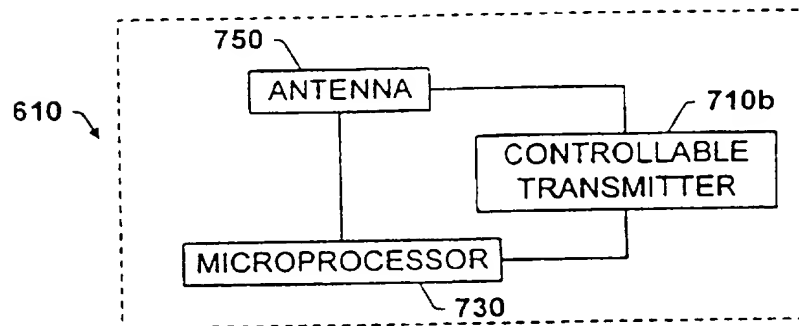 750
ANTENNA
610
710b
CONTROLLABLE
TRANSMITTER
MICROPROCESSOR
730